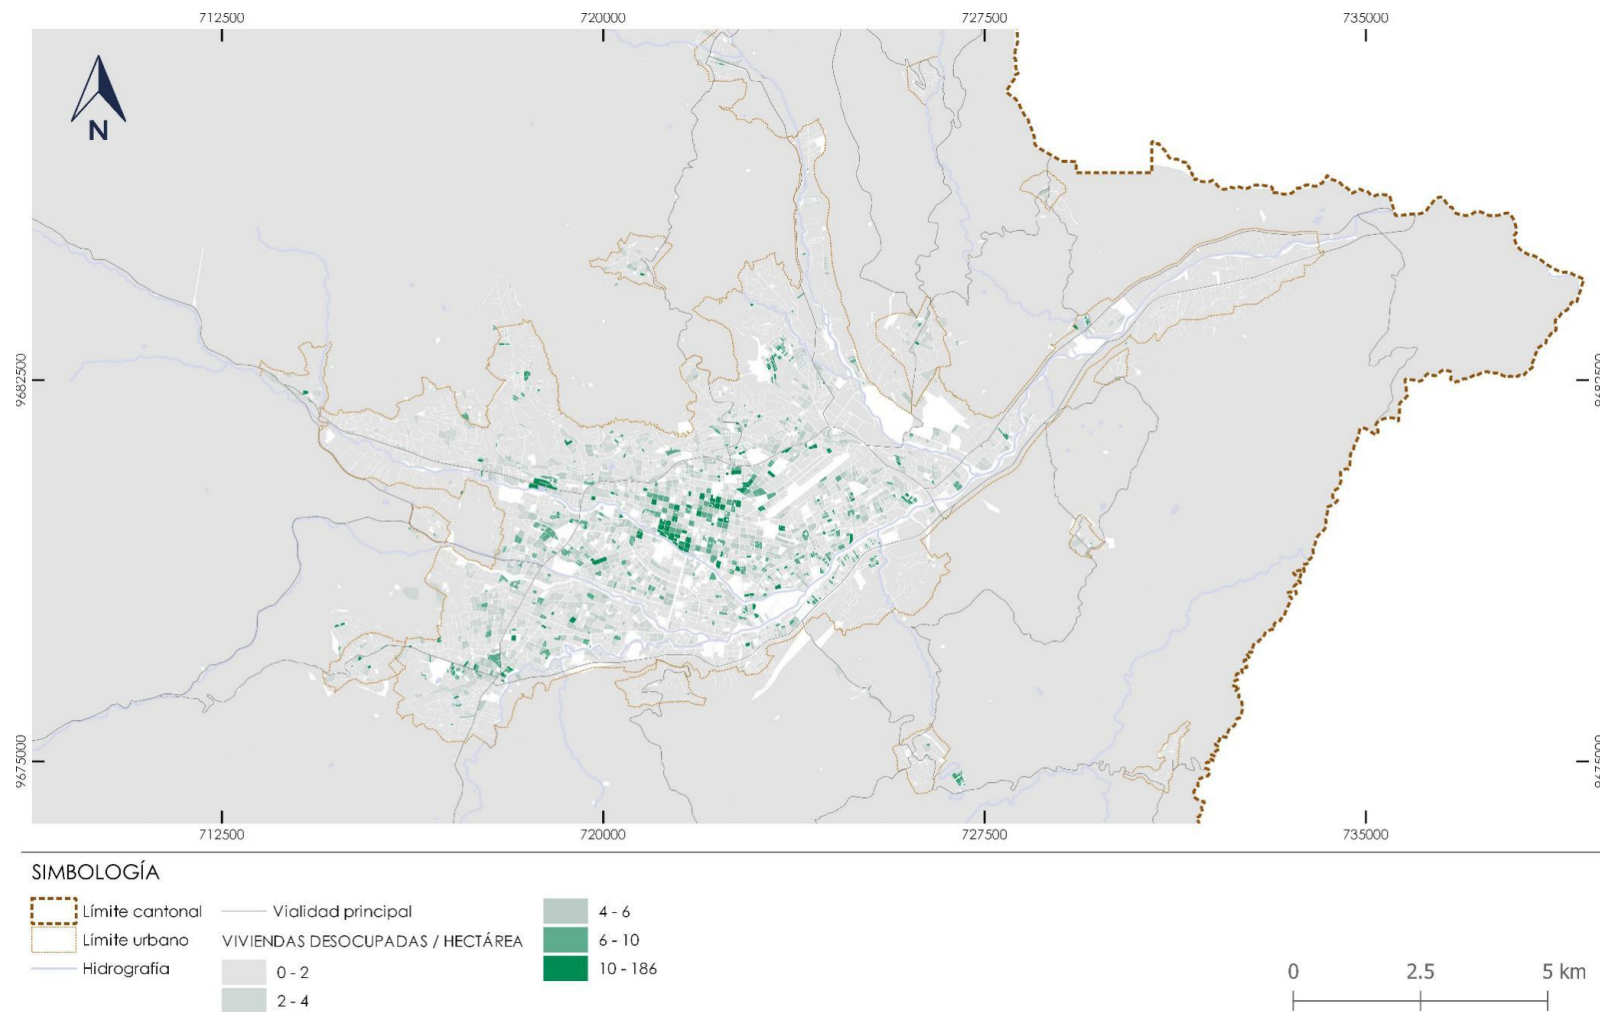 712500 720000 727500 735000
N
9682500 9682500
9675000 9675000
712500 720000 727500 735000
SIMBOLOGÍA
Límite cantonal
Límite urbano
Hidrografía
Vialidad principal
VIVIENDAS DESOCUPADAS / HECTÁREA
0 - 2
2 - 4
4 - 6
6 - 10
10 - 186
0 2.5 5 km